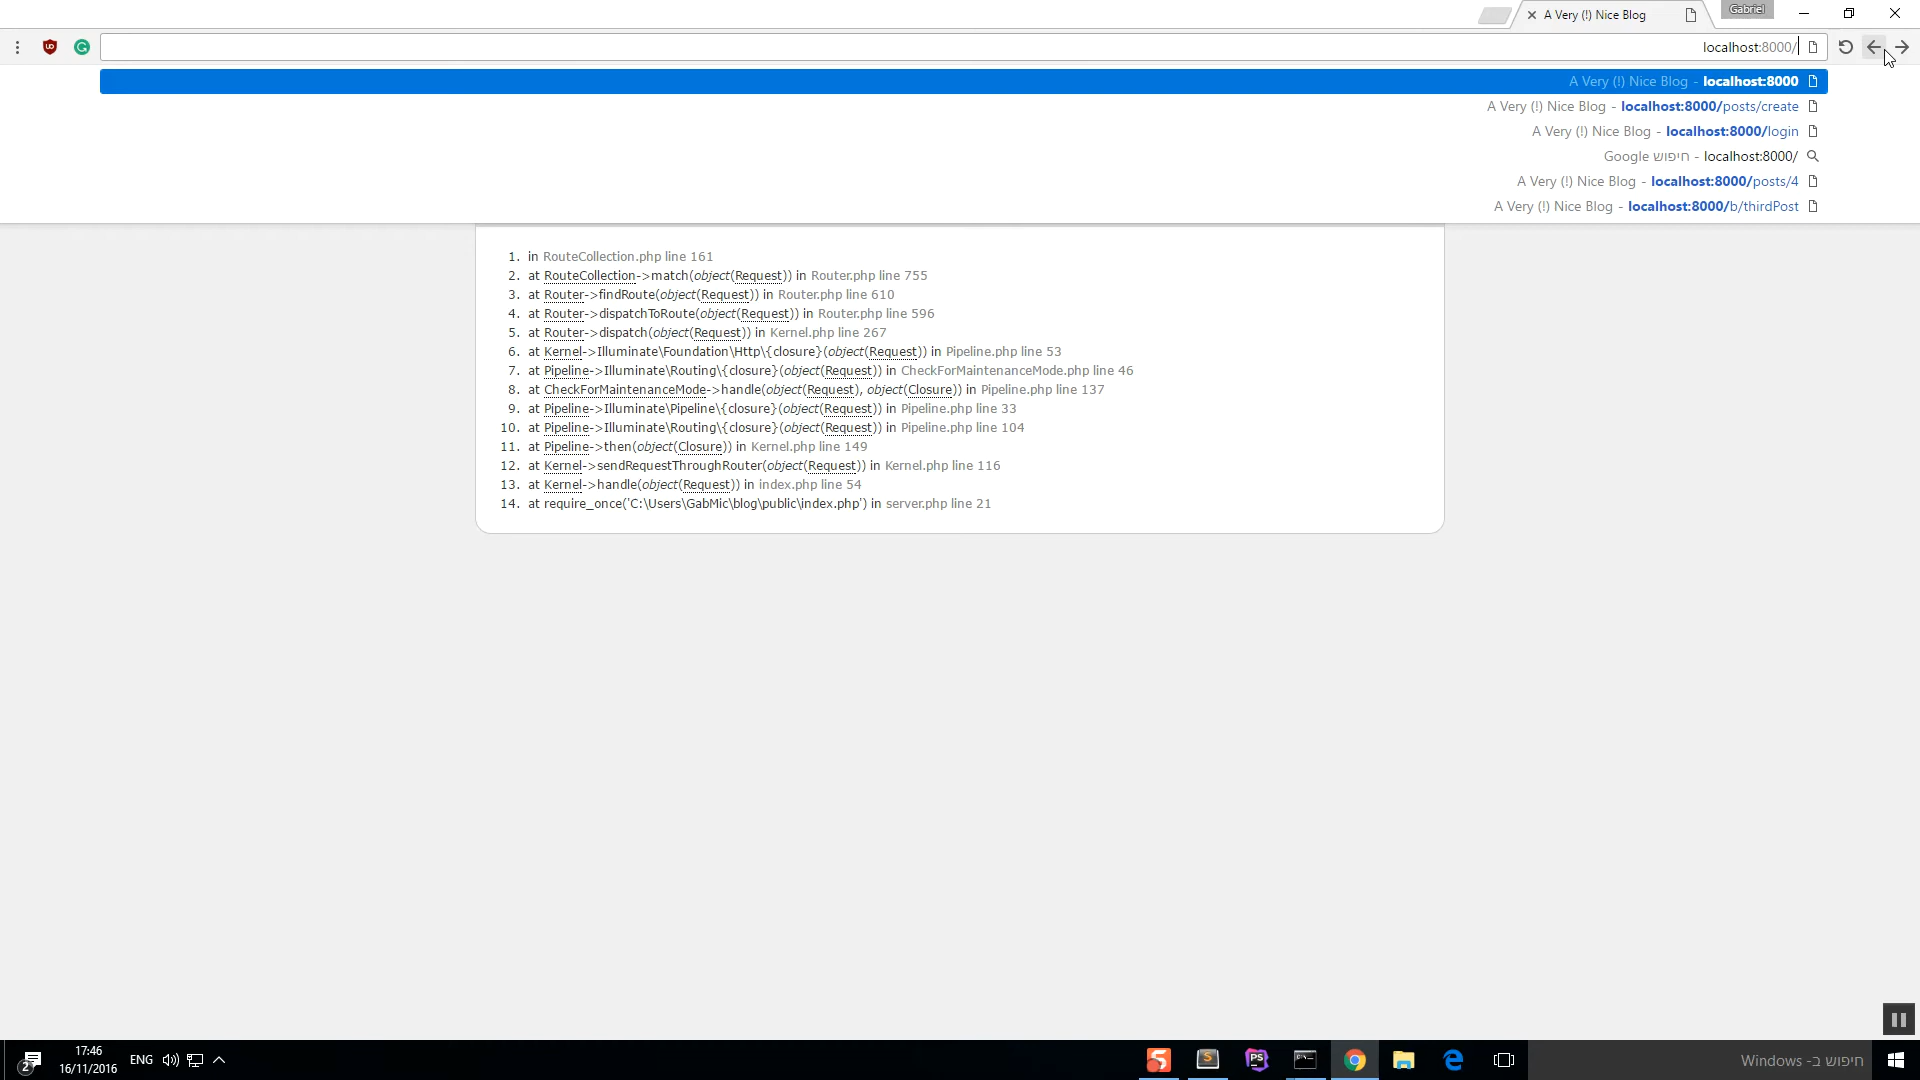 A Very (!) Nice Blog
Gabriel
localhost:8000/
A Very (!) Nice Blog - localhost:8000
A Very (!) Nice Blog - localhost:8000/posts/create
A Very (!) Nice Blog - localhost:8000/login
חיפוש Google - localhost:8000/
A Very (!) Nice Blog - localhost:8000/posts/4
A Very (!) Nice Blog - localhost:8000/b/thirdPost
1. in RouteCollection.php line 161
2. at RouteCollection->match(object(Request)) in Router.php line 755
3. at Router->findRoute(object(Request)) in Router.php line 610
4. at Router->dispatchToRoute(object(Request)) in Router.php line 596
5. at Router->dispatch(object(Request)) in Kernel.php line 267
6. at Kernel->Illuminate\Foundation\Http\{closure}(object(Request)) in Pipeline.php line 53
7. at Pipeline->Illuminate\Routing\{closure}(object(Request)) in CheckForMaintenanceMode.php line 46
8. at CheckForMaintenanceMode->handle(object(Request), object(Closure)) in Pipeline.php line 137
9. at Pipeline->Illuminate\Pipeline\{closure}(object(Request)) in Pipeline.php line 33
10. at Pipeline->Illuminate\Routing\{closure}(object(Request)) in Pipeline.php line 104
11. at Pipeline->then(object(Closure)) in Kernel.php line 149
12. at Kernel->sendRequestThroughRouter(object(Request)) in Kernel.php line 116
13. at Kernel->handle(object(Request)) in index.php line 54
14. at require_once('C:\Users\GabMic\blog\public\index.php') in server.php line 21
2
17:46
16/11/2016
ENG
S
PS
חיפוש ב- Windows